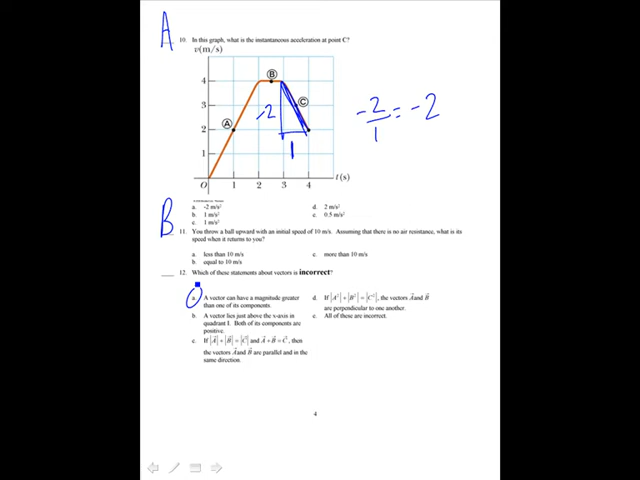 A
10. In this graph, what is the instantaneous acceleration at point C?
v(m/s)
4
3
2
1
O 1 2 3 4 t(s)
A
B
C
-2
1
-2/1 = -2
a. -2 m/s² d. 2 m/s²
b. 1 m/s² e. 0.5 m/s²
c. 1 m/s²
B
11. You throw a ball upward with an initial speed of 10 m/s. Assuming that there is no air resistance, what is its
speed when it returns to you?
a. less than 10 m/s c. more than 10 m/s
b. equal to 10 m/s
12. Which of these statements about vectors is incorrect?
a. A vector can have a magnitude greater
than one of its components.
b. A vector lies just above the x-axis in
quadrant I. Both of its components are
positive.
c. If |A⃗| + |B⃗| = |C⃗| and A⃗ + B⃗ = C⃗, then
the vectors A⃗ and B⃗ are parallel and in the
same direction.
d. If |A²| + |B²| = |C²|, the vectors A⃗ and B⃗
are perpendicular to one another.
e. All of these are incorrect.
4